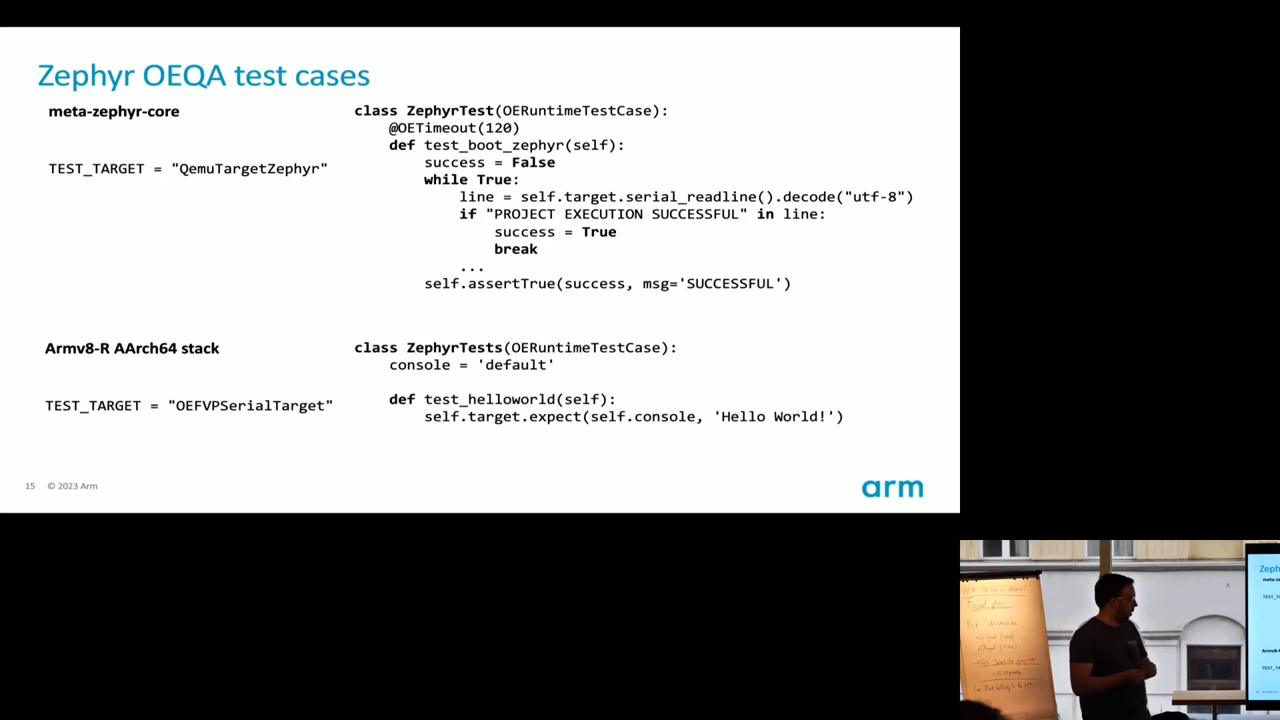 Zephyr OEQA test cases
meta-zephyr-core
TEST_TARGET = "QemuTargetZephyr"
class ZephyrTest(OERuntimeTestCase):
@OETimeout(120)
def test_boot_zephyr(self):
success = False
while True:
line = self.target.serial_readline().decode("utf-8")
if "PROJECT EXECUTION SUCCESSFUL" in line:
success = True
break
...
self.assertTrue(success, msg='SUCCESSFUL')
Armv8-R AArch64 stack
TEST_TARGET = "OEFVPSerialTarget"
class ZephyrTests(OERuntimeTestCase):
console = 'default'
def test_helloworld(self):
self.target.expect(self.console, 'Hello World!')
15 © 2023 Arm
arm
Zeph